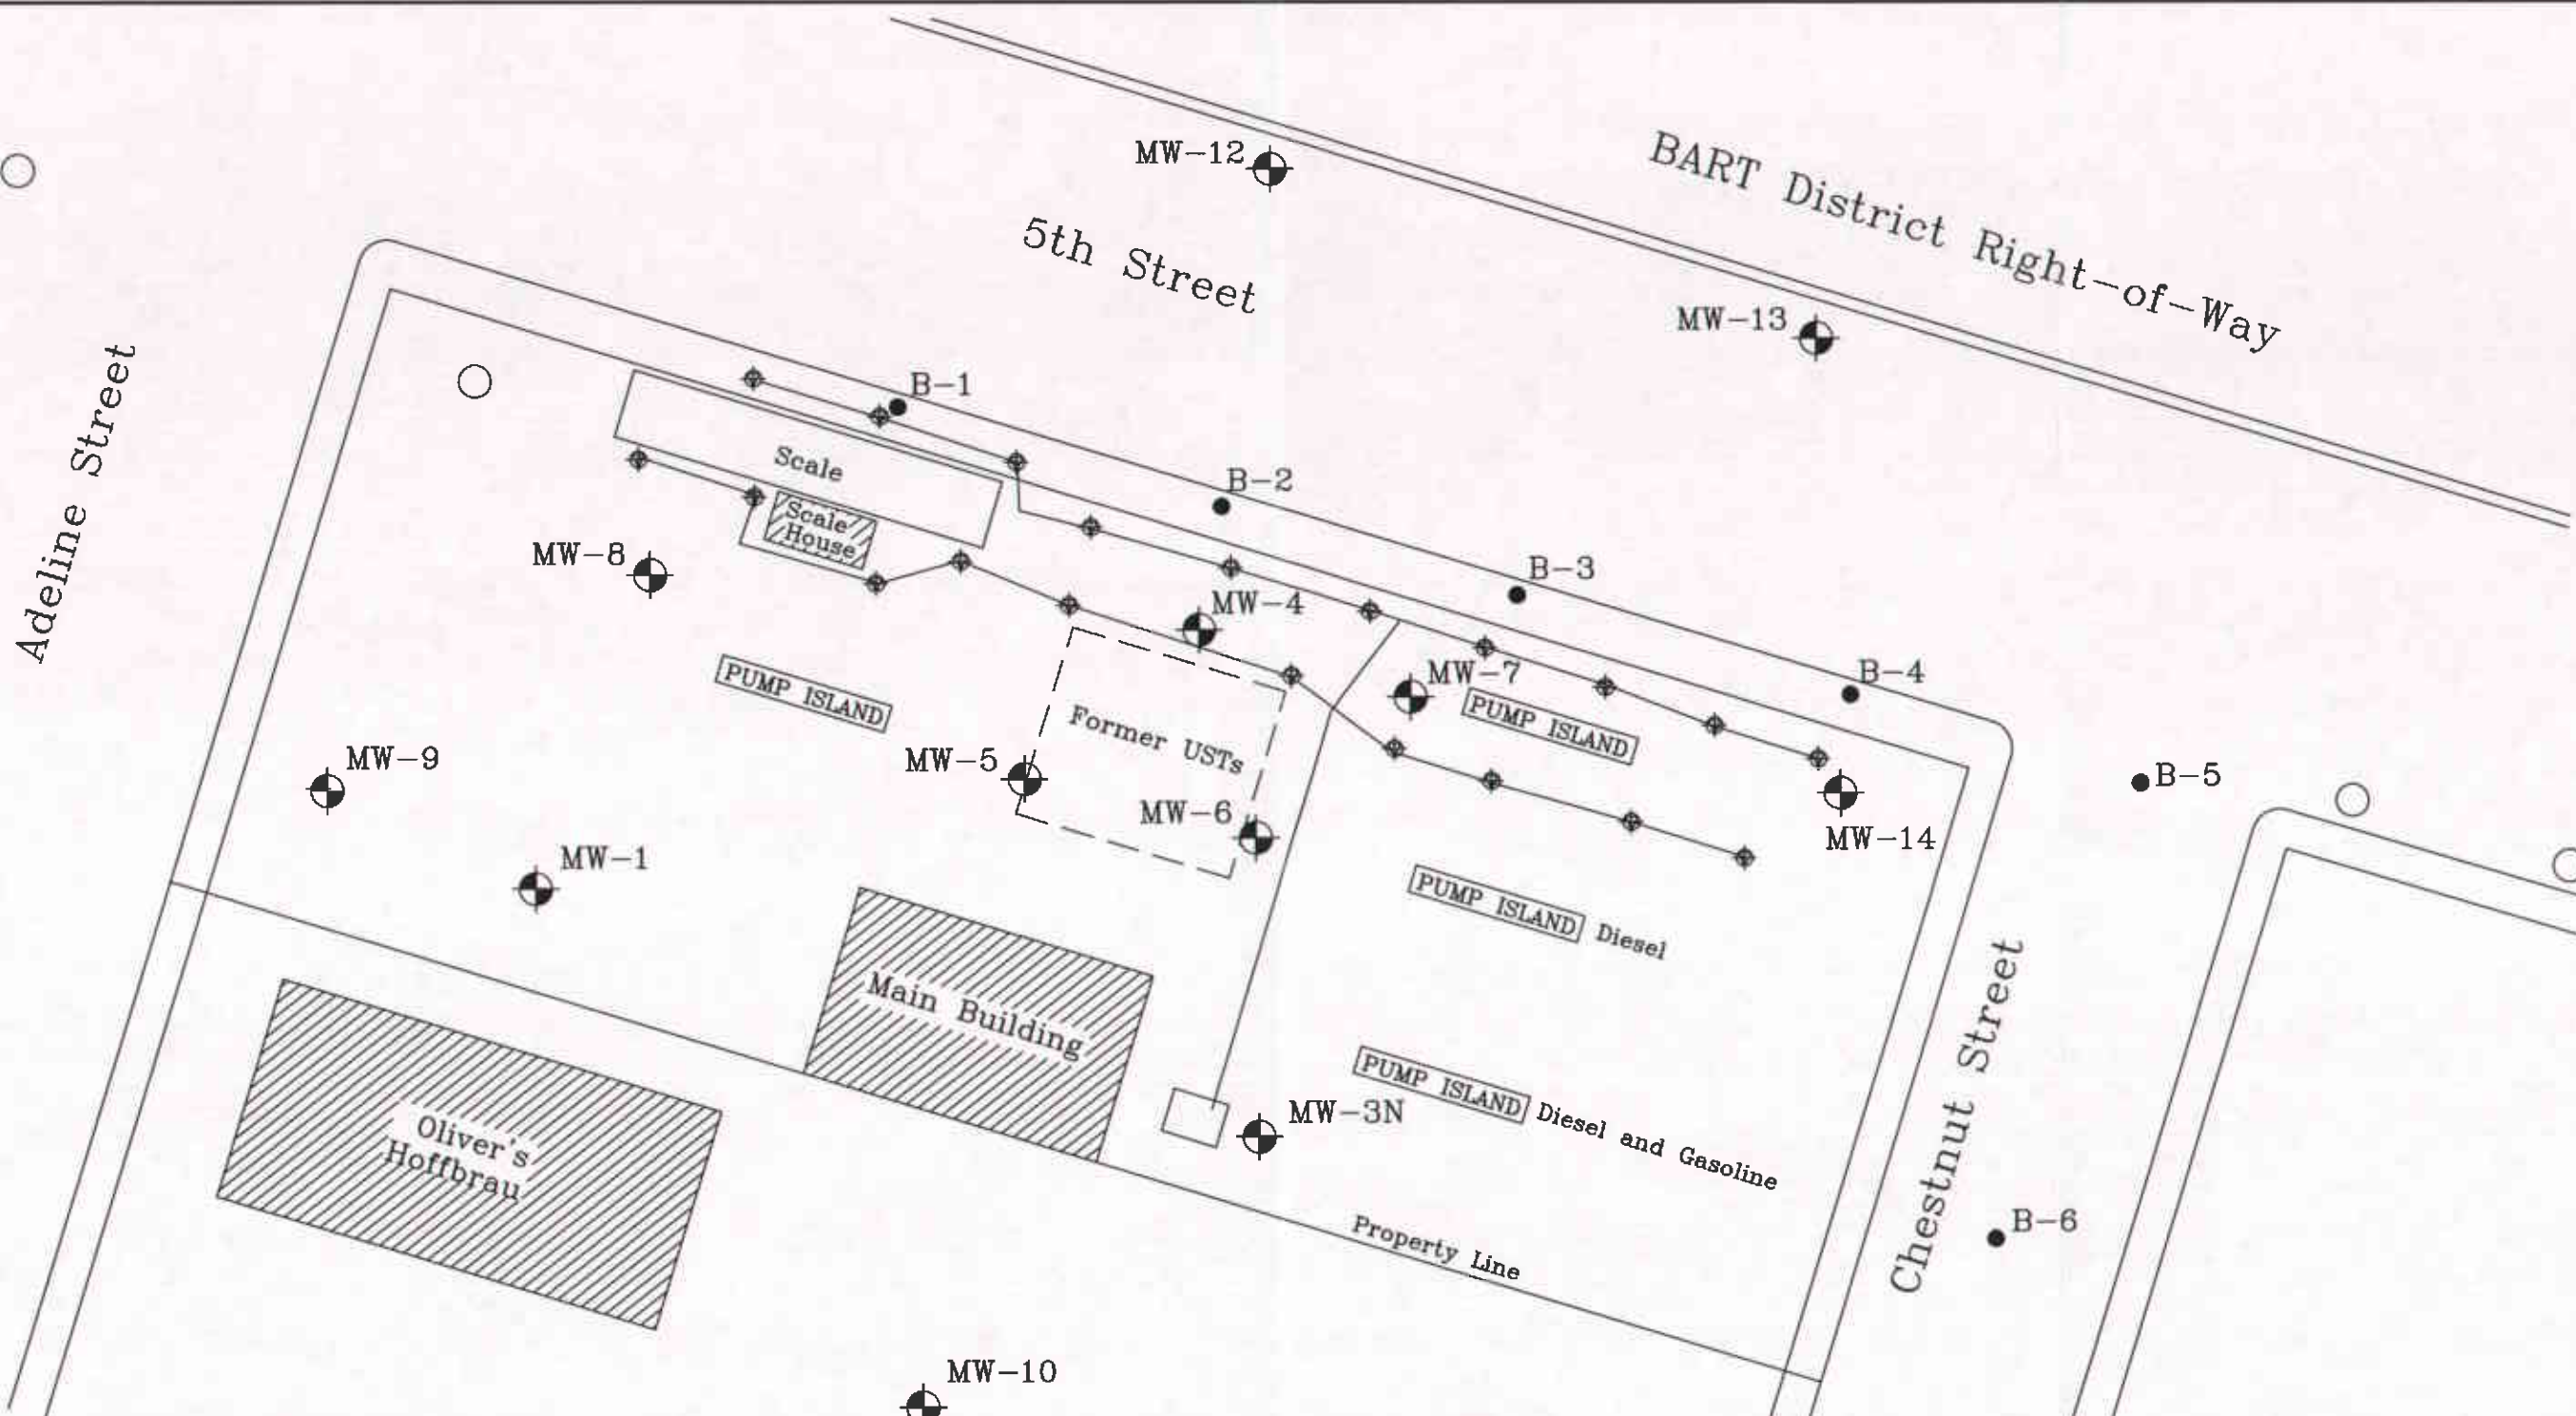 MW-12
BART District Right-of-Way
5th Street
MW-13
Adeline Street
B-1
Scale
B-2
Scale
House
MW-8
B-3
MW-4
MW-7
B-4
PUMP ISLAND
PUMP ISLAND
Former USTs
MW-9
MW-5
B-5
MW-6
MW-14
MW-1
PUMP ISLAND Diesel
Main Building
Chestnut Street
PUMP ISLAND Diesel and Gasoline
MW-3N
Oliver's
Hoffbrau
B-6
Property Line
MW-10